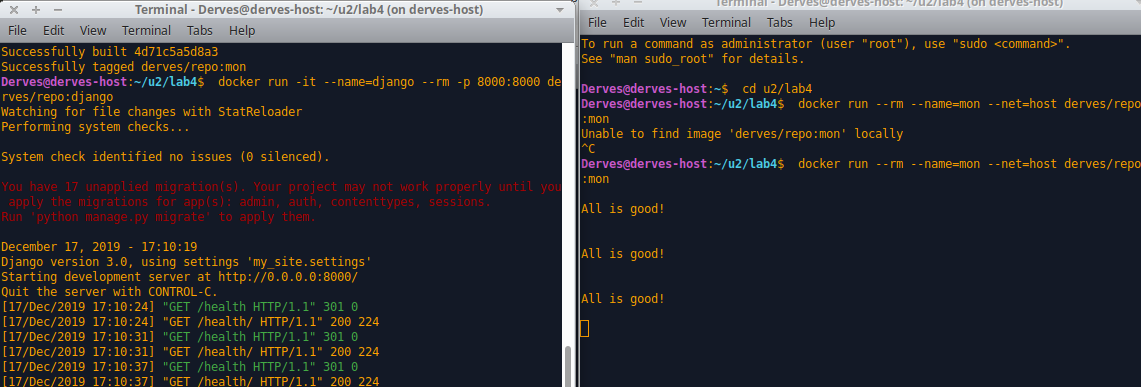 Terminal - Derves@derves-host: ~/u2/lab4 (on derves-host)
File Edit View Terminal Tabs Help
Successfully built 4d71c5a5d8a3
Successfully tagged derves/repo:mon
Derves@derves-host:~/u2/lab4$ docker run -it --name=django --rm -p 8000:8000 de
rves/repo:django
Watching for file changes with StatReloader
Performing system checks...
System check identified no issues (0 silenced).
You have 17 unapplied migration(s). Your project may not work properly until you
apply the migrations for app(s): admin, auth, contenttypes, sessions.
Run 'python manage.py migrate' to apply them.
December 17, 2019 - 17:10:19
Django version 3.0, using settings 'my_site.settings'
Starting development server at http://0.0.0.0:8000/
Quit the server with CONTROL-C.
[17/Dec/2019 17:10:24] "GET /health HTTP/1.1" 301 0
[17/Dec/2019 17:10:24] "GET /health/ HTTP/1.1" 200 224
[17/Dec/2019 17:10:31] "GET /health HTTP/1.1" 301 0
[17/Dec/2019 17:10:31] "GET /health/ HTTP/1.1" 200 224
[17/Dec/2019 17:10:37] "GET /health HTTP/1.1" 301 0
[17/Dec/2019 17:10:37] "GET /health/ HTTP/1.1" 200 224
Terminal - Derves@derves-host: ~/u2/lab4 (on derves-host)
File Edit View Terminal Tabs Help
To run a command as administrator (user "root"), use "sudo <command>".
See "man sudo_root" for details.
Derves@derves-host:~$ cd u2/lab4
Derves@derves-host:~/u2/lab4$ docker run --rm --name=mon --net=host derves/repo
:mon
Unable to find image 'derves/repo:mon' locally
^C
Derves@derves-host:~/u2/lab4$ docker run --rm --name=mon --net=host derves/repo
:mon
All is good!
All is good!
All is good!